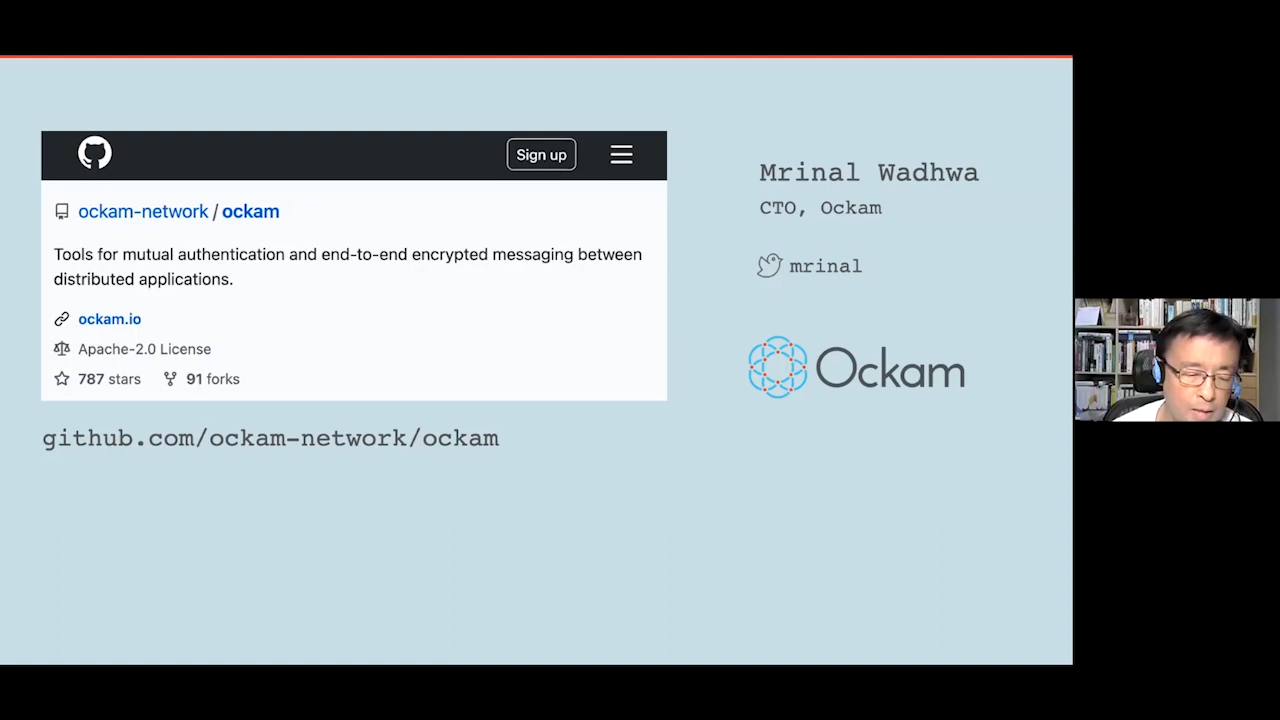 Sign up
ockam-network / ockam
Tools for mutual authentication and end-to-end encrypted messaging between
distributed applications.
ockam.io
Apache-2.0 License
787 stars 91 forks
github.com/ockam-network/ockam
Mrinal Wadhwa
CTO, Ockam
mrinal
Ockam